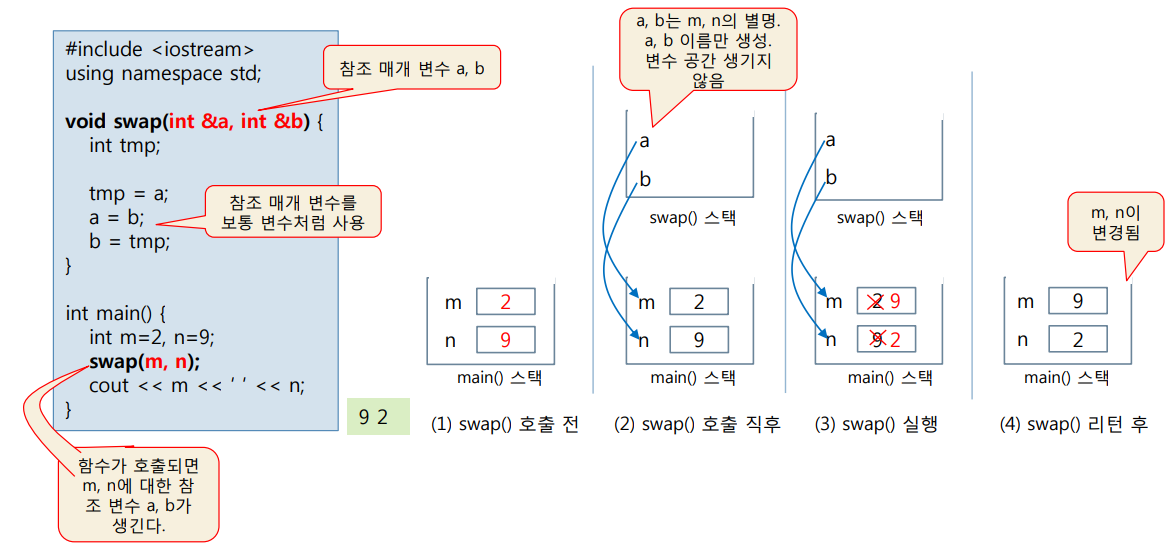 #include <iostream>
using namespace std;
void swap(int &a, int &b) {
int tmp;
tmp = a;
a = b;
b = tmp;
}
int main() {
int m=2, n=9;
swap(m, n);
cout << m << ' ' << n;
}
참조 매개 변수 a, b
참조 매개 변수를
보통 변수처럼 사용
함수가 호출되면
m, n에 대한 참
조 변수 a, b가
생긴다.
9 2
m 2
n 9
main() 스택
(1) swap() 호출 전
a, b는 m, n의 별명.
a, b 이름만 생성.
변수 공간 생기지
않음
a
b
swap() 스택
m 2
n 9
main() 스택
(2) swap() 호출 직후
a
b
swap() 스택
m 2 9
n 9 2
main() 스택
(3) swap() 실행
m, n이
변경됨
m 9
n 2
main() 스택
(4) swap() 리턴 후